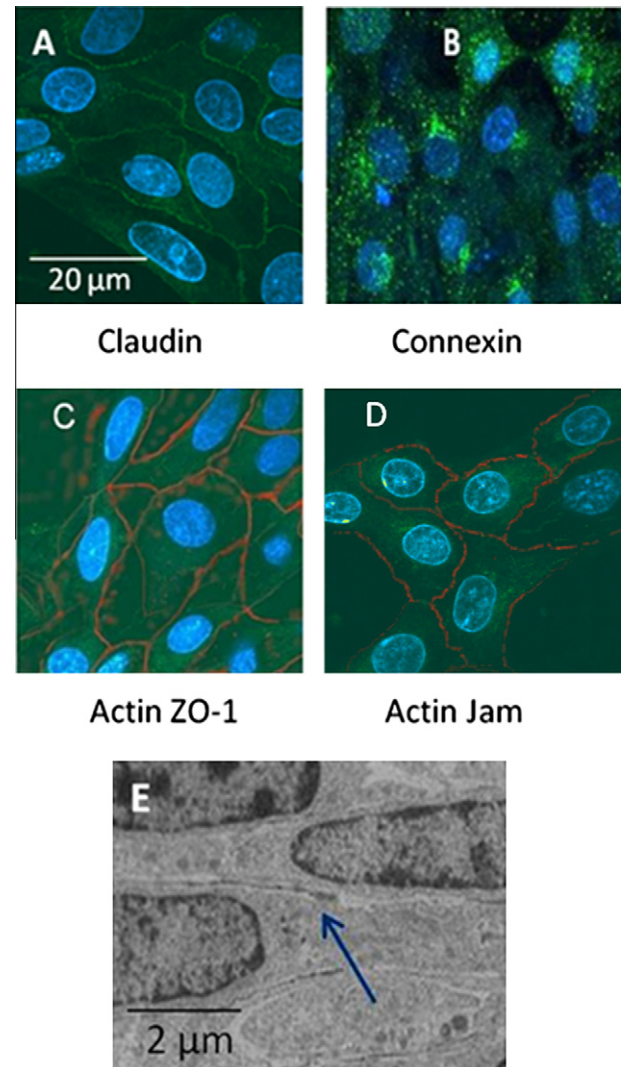 A
B
20 µm
Claudin
Connexin
C
D
Actin ZO-1
Actin Jam
E
2 µm